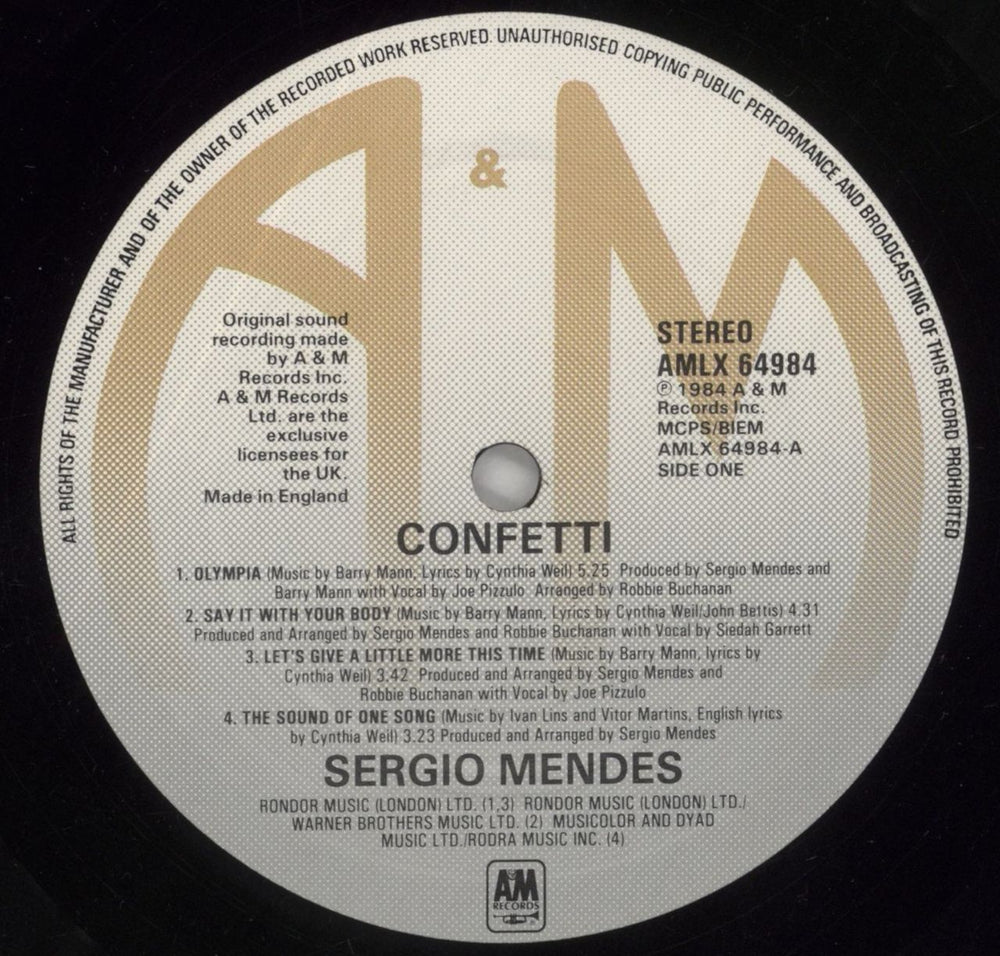 ALL RIGHTS OF THE MANUFACTURER AND OF THE OWNER OF THE RECORDED WORK RESERVED. UNAUTHORISED COPYING PUBLIC PERFORMANCE AND BROADCASTING OF THIS RECORD PROHIBITED
A & M
Original sound
recording made
by A & M
Records Inc.
A & M Records
Ltd. are the
exclusive
licensees for
the UK.
Made in England
STEREO
AMLX 64984
℗ 1984 A & M
Records Inc.
MCPS/BIEM
AMLX 64984-A
SIDE ONE
CONFETTI
1. OLYMPIA (Music by Barry Mann, Lyrics by Cynthia Weil) 5.25 Produced by Sergio Mendes and
Barry Mann with Vocal by Joe Pizzulo Arranged by Robbie Buchanan
2. SAY IT WITH YOUR BODY (Music by Barry Mann, Lyrics by Cynthia Weil/John Bettis) 4.31
Produced and Arranged by Sergio Mendes and Robbie Buchanan with Vocal by Siedah Garrett
3. LET'S GIVE A LITTLE MORE THIS TIME (Music by Barry Mann, lyrics by
Cynthia Weil) 3.42 Produced and Arranged by Sergio Mendes and
Robbie Buchanan with Vocal by Joe Pizzulo
4. THE SOUND OF ONE SONG (Music by Ivan Lins and Vitor Martins, English lyrics
by Cynthia Weil) 3.23 Produced and Arranged by Sergio Mendes
SERGIO MENDES
RONDOR MUSIC (LONDON) LTD. (1,3) RONDOR MUSIC (LONDON) LTD./
WARNER BROTHERS MUSIC LTD. (2) MUSICOLOR AND DYAD
MUSIC LTD./RODRA MUSIC INC. (4)
AM
RECORDS